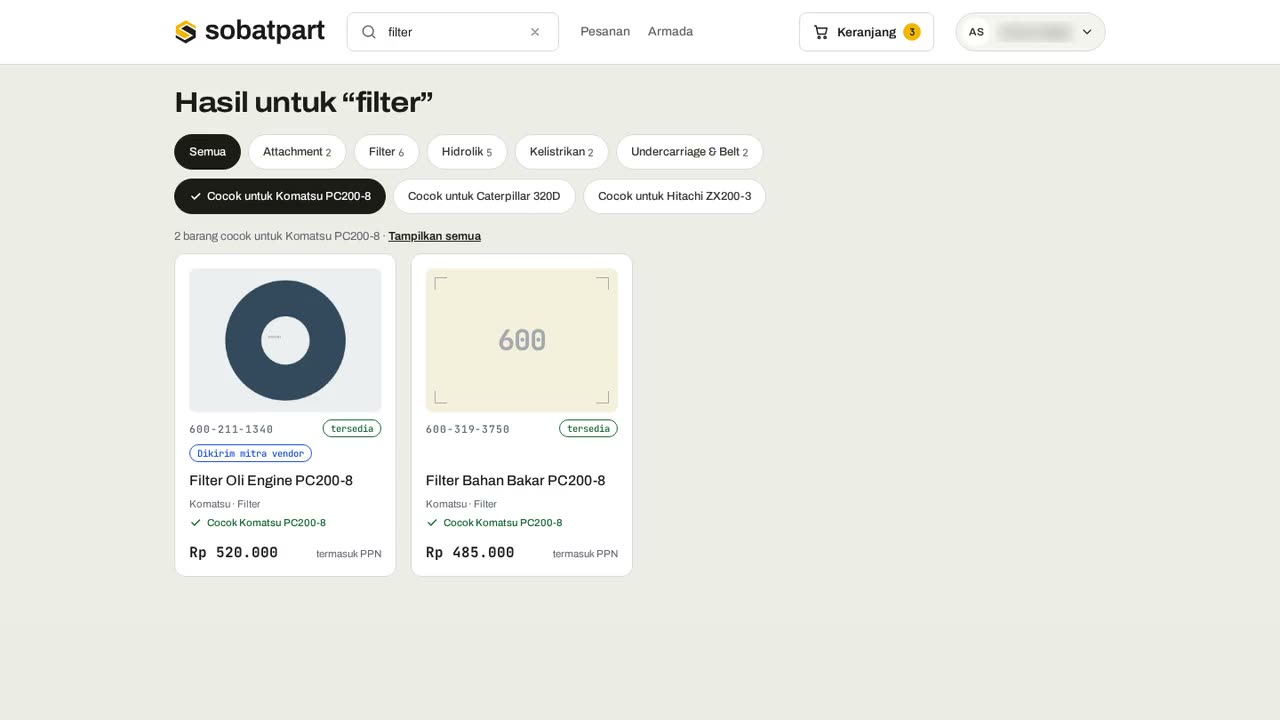 sobatpart
filter
Pesanan
Armada
Keranjang 3
AS
Hasil untuk “filter”
Semua
Attachment 2
Filter 6
Hidrolik 5
Kelistrikan 2
Undercarriage & Belt 2
Cocok untuk Komatsu PC200-8
Cocok untuk Caterpillar 320D
Cocok untuk Hitachi ZX200-3
2 barang cocok untuk Komatsu PC200-8 · Tampilkan semua
600-211-1340
tersedia
Dikirim mitra vendor
Filter Oli Engine PC200-8
Komatsu · Filter
Cocok Komatsu PC200-8
Rp 520.000
termasuk PPN
600
600-319-3750
tersedia
Filter Bahan Bakar PC200-8
Komatsu · Filter
Cocok Komatsu PC200-8
Rp 485.000
termasuk PPN